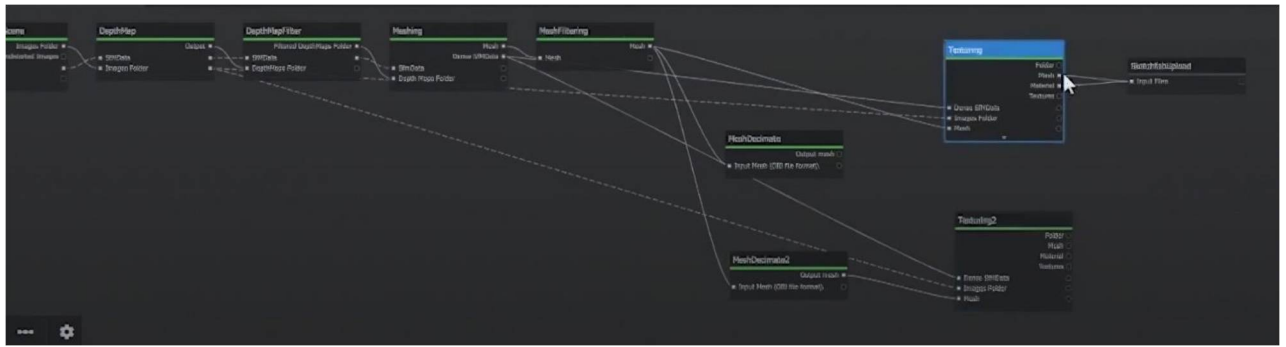 Scene
Images Folder
Undistorted Images
DepthMap
Output
SfMData
Images Folder
DepthMapFilter
Filtered DepthMaps Folder
SfMData
DepthMaps Folder
Meshing
Mesh
Dense SfMData
SfmData
Depth Maps Folder
MeshFiltering
Mesh
Mesh
Texturing
Folder
Mesh
Material
Textures
Dense SfMData
Images Folder
Mesh
SketchfabUpload
Input Files
MeshDecimate
Output mesh
Input Mesh (OBJ file format).
MeshDecimate2
Output mesh
Input Mesh (OBJ file format).
Texturing2
Folder
Mesh
Material
Textures
Dense SfMData
Images Folder
Mesh